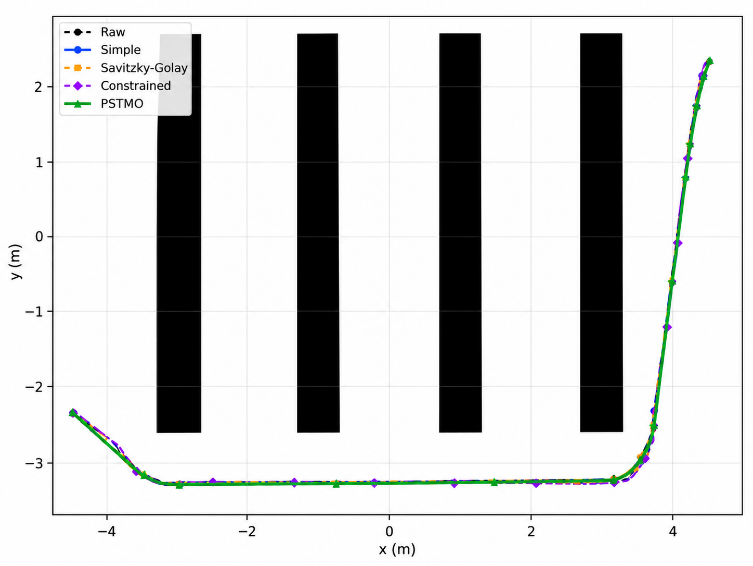 Raw
Simple
Savitzky-Golay
Constrained
PSTMO
2
1
0
−1
−2
−3
y (m)
−4
−2
0
2
4
x (m)